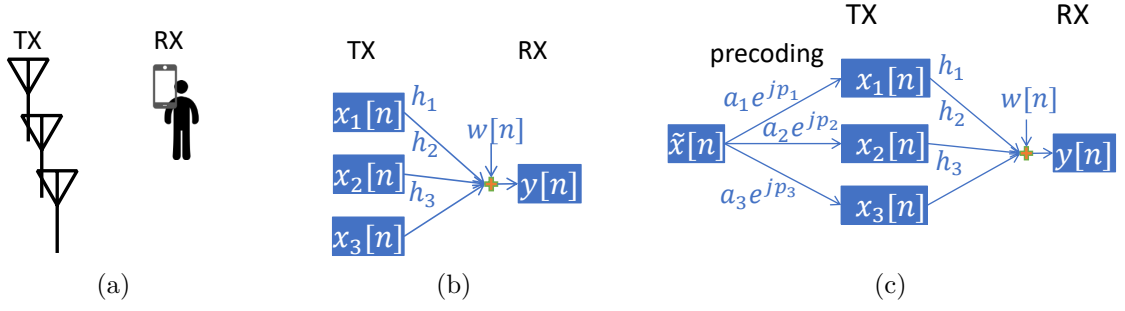 TX
RX
(a)
TX
RX
x₁[n]
x₂[n]
x₃[n]
h₁
h₂
h₃
w[n]
y[n]
(b)
TX
RX
precoding
x̃[n]
a₁e^{jp₁}
a₂e^{jp₂}
a₃e^{jp₃}
x₁[n]
x₂[n]
x₃[n]
h₁
h₂
h₃
w[n]
y[n]
(c)